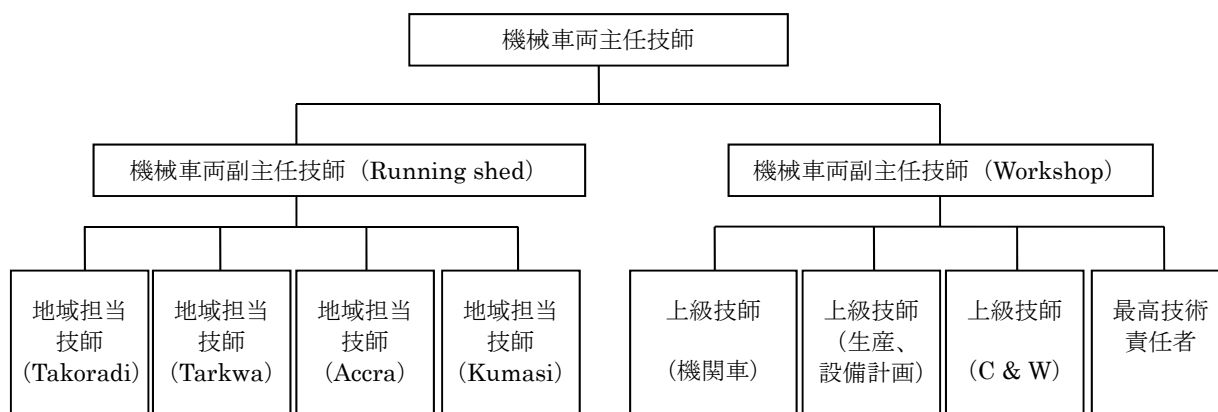 機械車両主任技師
機械車両副主任技師（Running shed）
機械車両副主任技師（Workshop）
地域担当
技師
（Takoradi）
地域担当
技師
（Tarkwa）
地域担当
技師
（Accra）
地域担当
技師
（Kumasi）
上級技師
（機関車）
上級技師
（生産、
設備計画）
上級技師
（C & W）
最高技術
責任者